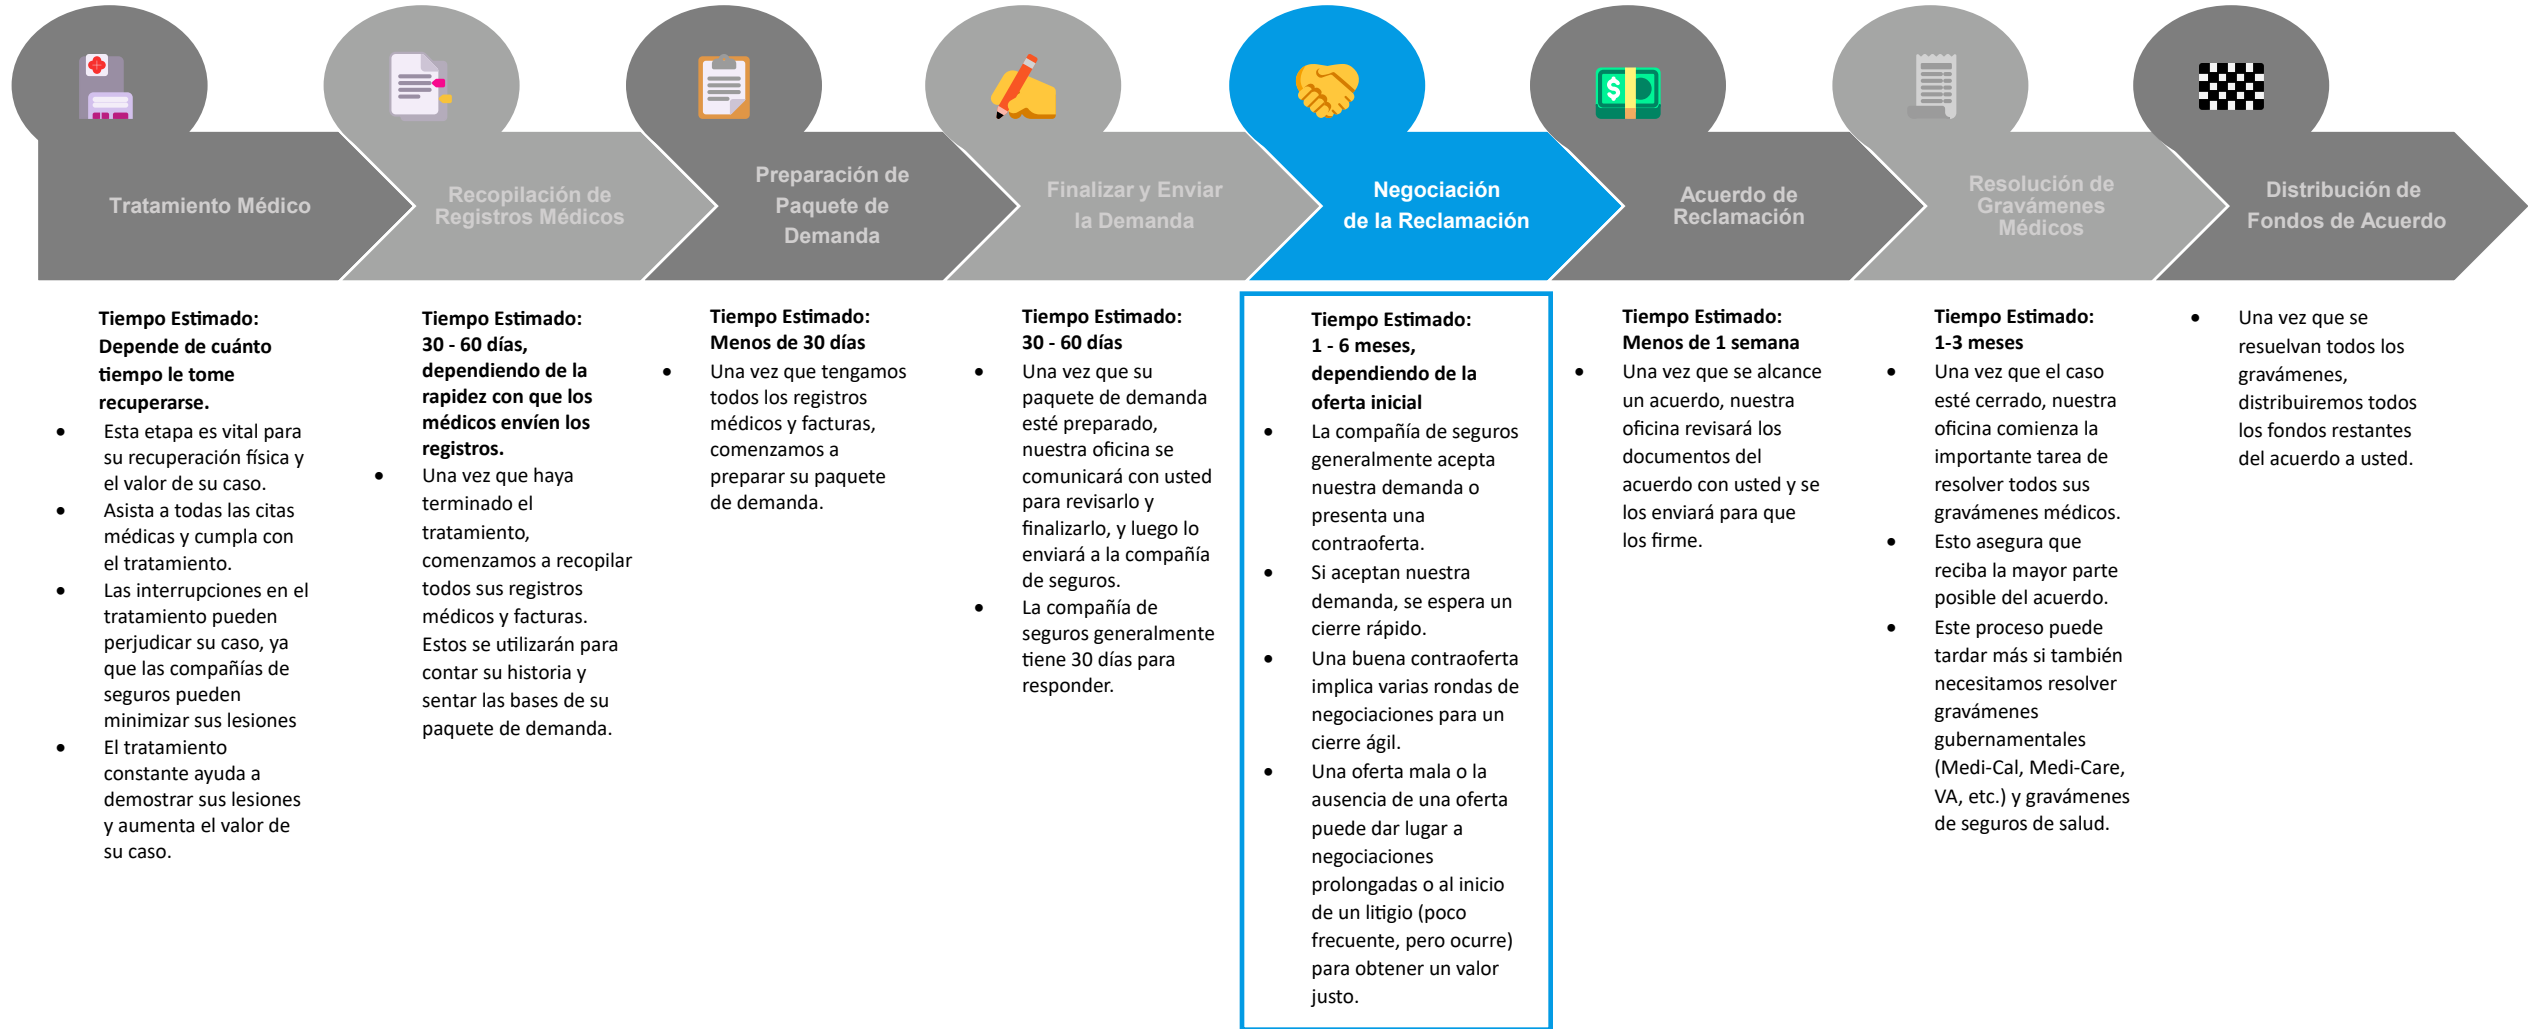 Tratamiento Médico
Recopilación de
Registros Médicos
Preparación de
Paquete de
Demanda
Finalizar y Enviar
la Demanda
Negociación
de la Reclamación
Acuerdo de
Reclamación
Resolución de
Gravámenes
Médicos
Distribución de
Fondos de Acuerdo
Tiempo Estimado:
Depende de cuánto
tiempo le tome
recuperarse.
• Esta etapa es vital para
su recuperación física y
el valor de su caso.
• Asista a todas las citas
médicas y cumpla con
el tratamiento.
• Las interrupciones en el
tratamiento pueden
perjudicar su caso, ya
que las compañías de
seguros pueden
minimizar sus lesiones
• El tratamiento
constante ayuda a
demostrar sus lesiones
y aumenta el valor de
su caso.
Tiempo Estimado:
30 - 60 días,
dependiendo de la
rapidez con que los
médicos envíen los
registros.
• Una vez que haya
terminado el
tratamiento,
comenzamos a recopilar
todos sus registros
médicos y facturas.
Estos se utilizarán para
contar su historia y
sentar las bases de su
paquete de demanda.
Tiempo Estimado:
Menos de 30 días
• Una vez que tengamos
todos los registros
médicos y facturas,
comenzamos a
preparar su paquete
de demanda.
Tiempo Estimado:
30 - 60 días
• Una vez que su
paquete de demanda
esté preparado,
nuestra oficina se
comunicará con usted
para revisarlo y
finalizarlo, y luego lo
enviará a la compañía
de seguros.
• La compañía de
seguros generalmente
tiene 30 días para
responder.
Tiempo Estimado:
1 - 6 meses,
dependiendo de la
oferta inicial
• La compañía de seguros
generalmente acepta
nuestra demanda o
presenta una
contraoferta.
• Si aceptan nuestra
demanda, se espera un
cierre rápido.
• Una buena contraoferta
implica varias rondas de
negociaciones para un
cierre ágil.
• Una oferta mala o la
ausencia de una oferta
puede dar lugar a
negociaciones
prolongadas o al inicio
de un litigio (poco
frecuente, pero ocurre)
para obtener un valor
justo.
Tiempo Estimado:
Menos de 1 semana
• Una vez que se alcance
un acuerdo, nuestra
oficina revisará los
documentos del
acuerdo con usted y se
los enviará para que
los firme.
Tiempo Estimado:
1-3 meses
• Una vez que el caso
esté cerrado, nuestra
oficina comienza la
importante tarea de
resolver todos sus
gravámenes médicos.
• Esto asegura que
reciba la mayor parte
posible del acuerdo.
• Este proceso puede
tardar más si también
necesitamos resolver
gravámenes
gubernamentales
(Medi-Cal, Medi-Care,
VA, etc.) y gravámenes
de seguros de salud.
• Una vez que se
resuelvan todos los
gravámenes,
distribuiremos todos
los fondos restantes
del acuerdo a usted.